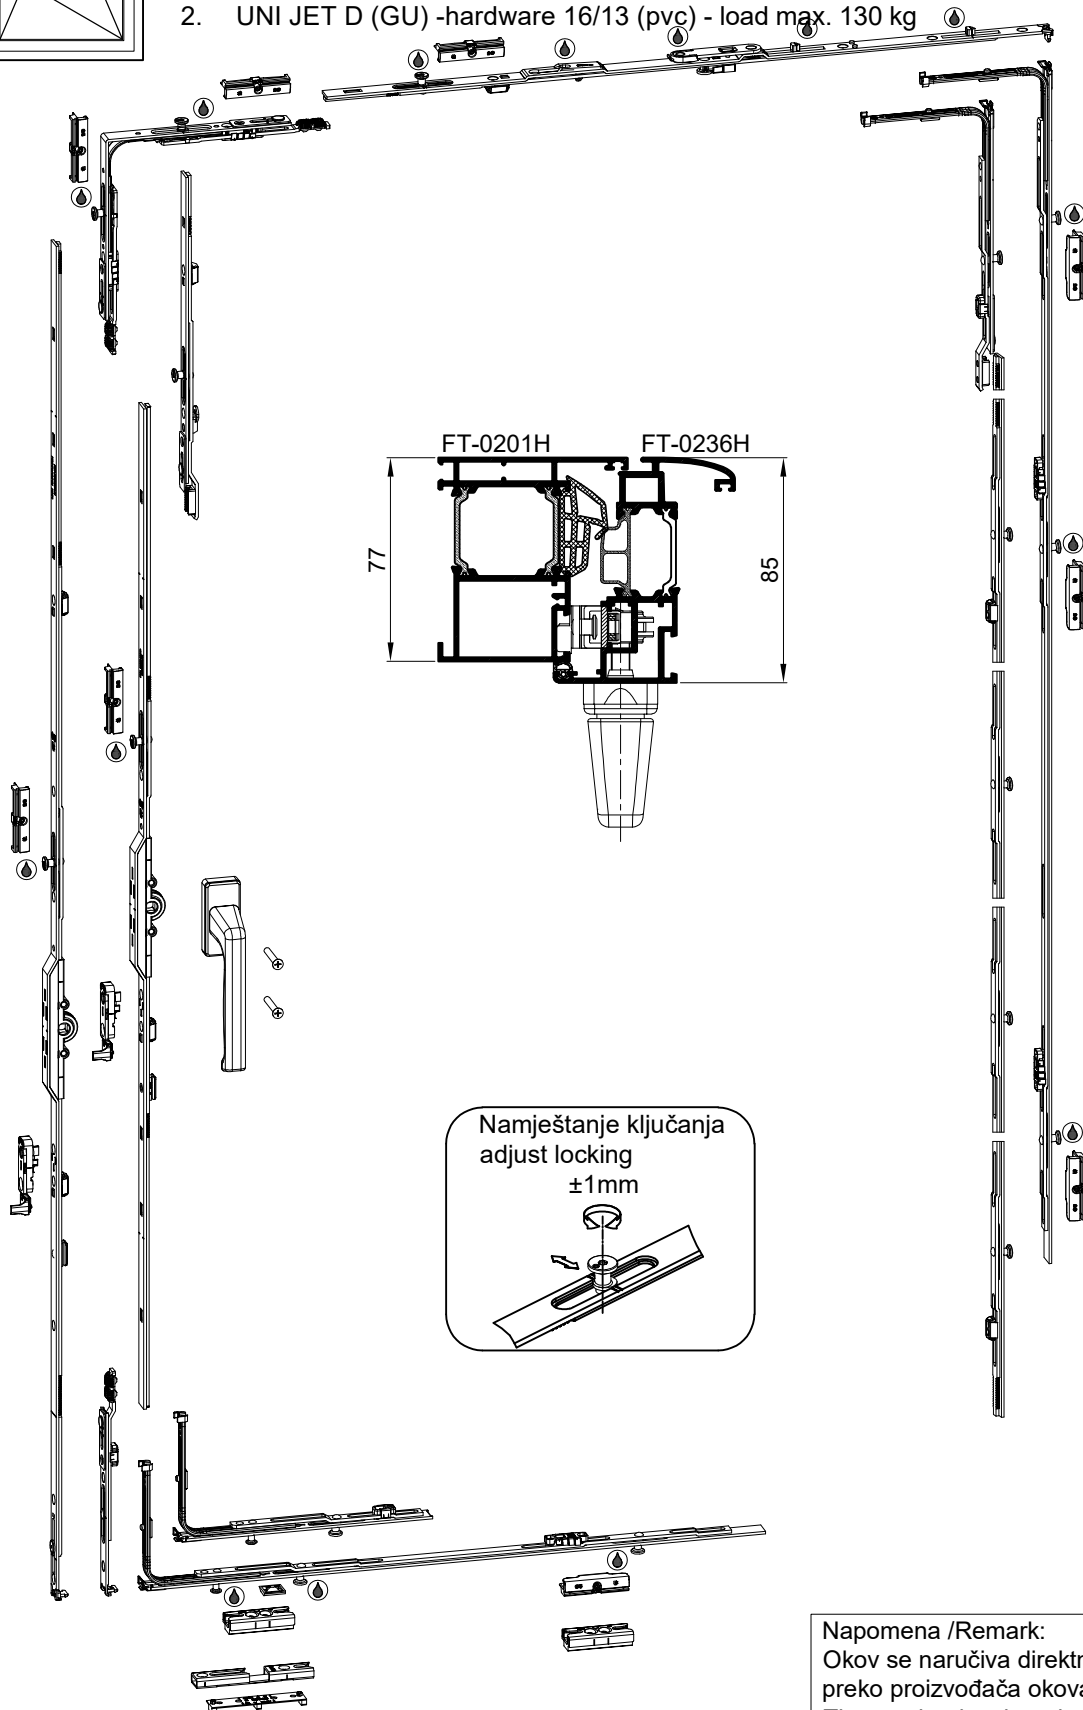 2. UNI JET D (GU) -hardware 16/13 (pvc) - load max. 130 kg
FT-0201H FT-0236H
77
85
Namještanje ključanja
adjust locking
±1mm
Napomena /Remark:
Okov se naručiva direktn
preko proizvođača okova